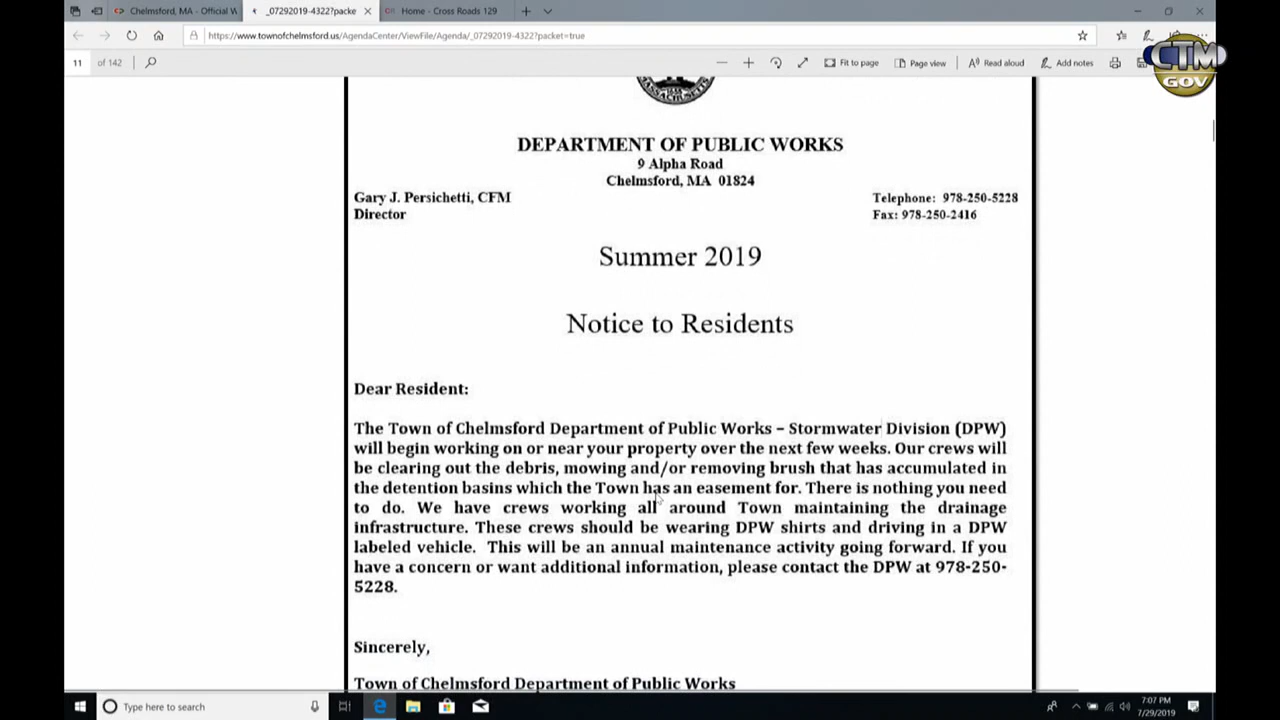 Chelmsford, MA - Official W
_07292019-4322?packe
Home - Cross Roads 129
https://www.townofchelmsford.us/AgendaCenter/ViewFile/Agenda/_07292019-4322?packet=true
11 of 142
Fit to page
Page view
Read aloud
Add notes
CTM
GOV
MASSACHUSETTS
DEPARTMENT OF PUBLIC WORKS
9 Alpha Road
Chelmsford, MA 01824
Gary J. Persichetti, CFM
Director
Telephone: 978-250-5228
Fax: 978-250-2416
Summer 2019
Notice to Residents
Dear Resident:
The Town of Chelmsford Department of Public Works – Stormwater Division (DPW)
will begin working on or near your property over the next few weeks. Our crews will
be clearing out the debris, mowing and/or removing brush that has accumulated in
the detention basins which the Town has an easement for. There is nothing you need
to do. We have crews working all around Town maintaining the drainage
infrastructure. These crews should be wearing DPW shirts and driving in a DPW
labeled vehicle. This will be an annual maintenance activity going forward. If you
have a concern or want additional information, please contact the DPW at 978-250-
5228.
Sincerely,
Town of Chelmsford Department of Public Works
Type here to search
7:07 PM
7/29/2019